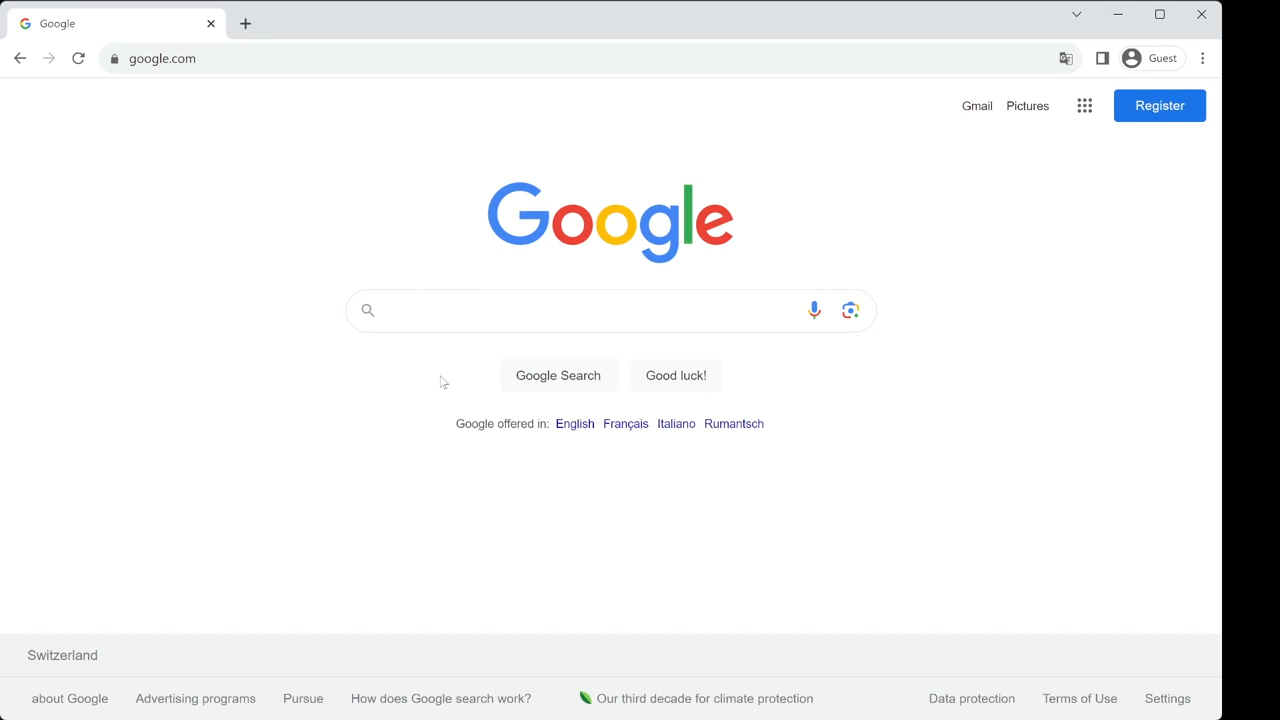 Google
google.com
Guest
Gmail Pictures Register
Google
Google Search Good luck!
Google offered in: English Français Italiano Rumantsch
Switzerland
about Google Advertising programs Pursue How does Google search work? Our third decade for climate protection Data protection Terms of Use Settings